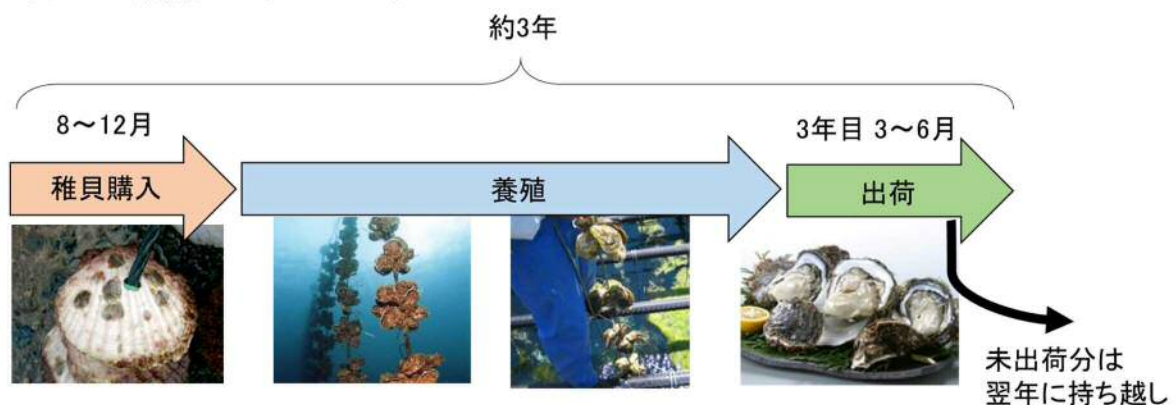 約3年
8～12月
3年目 3～6月
稚貝購入
養殖
出荷
未出荷分は
翌年に持ち越し